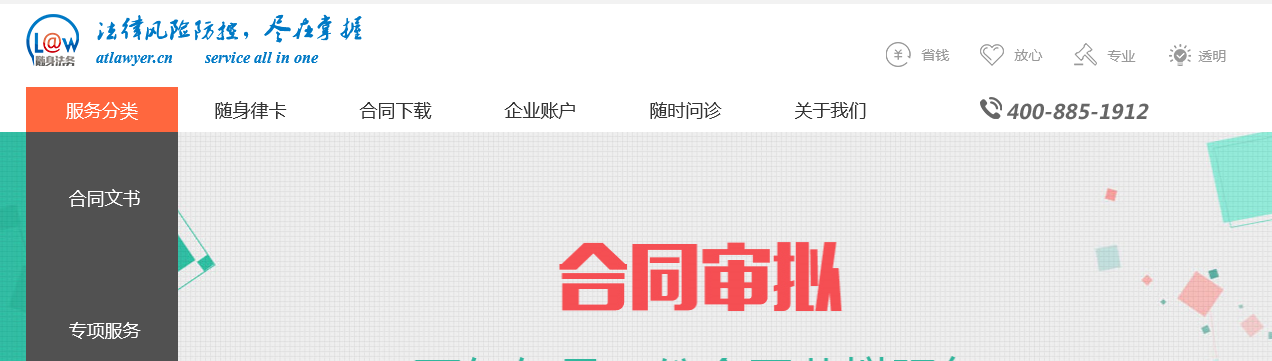 法律风险防控，尽在掌握
L@w
随身法务
atlawyer.cn service all in one
¥ 省钱 放心 专业 透明
服务分类 随身律卡 合同下载 企业账户 随时问诊 关于我们 400-885-1912
合同文书
合同审拟
专项服务